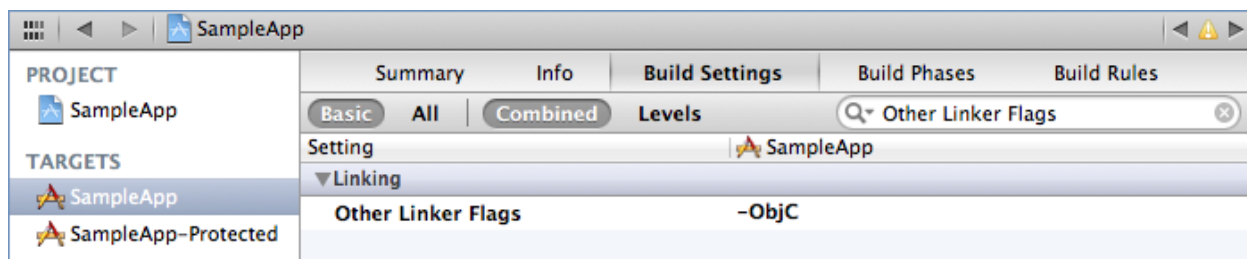 SampleApp
PROJECT
SampleApp
TARGETS
SampleApp
SampleApp-Protected
Summary Info Build Settings Build Phases Build Rules
Basic All Combined Levels Other Linker Flags
Setting SampleApp
Linking
Other Linker Flags -ObjC